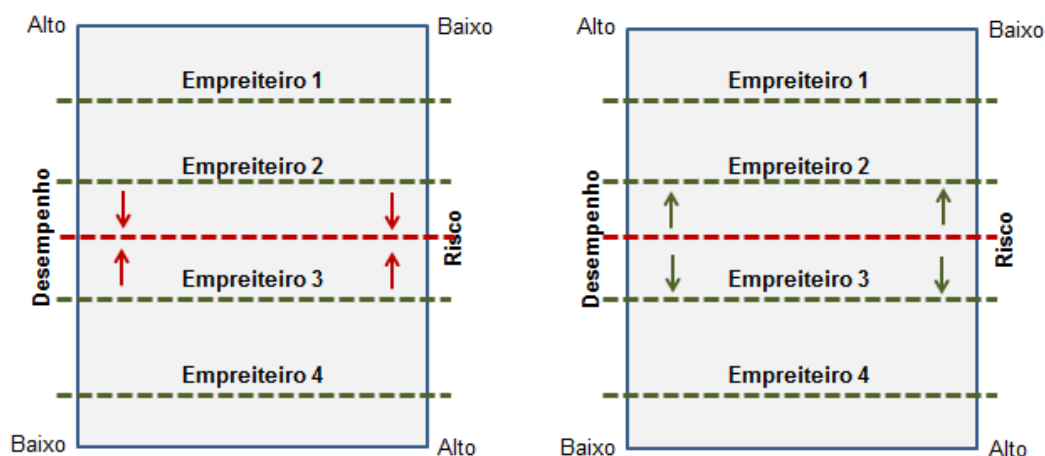 Alto
Baixo
Empreiteiro 1
Empreiteiro 2
Desempenho
Risco
Empreiteiro 3
Empreiteiro 4
Baixo
Alto
Alto
Baixo
Empreiteiro 1
Empreiteiro 2
Desempenho
Risco
Empreiteiro 3
Empreiteiro 4
Baixo
Alto